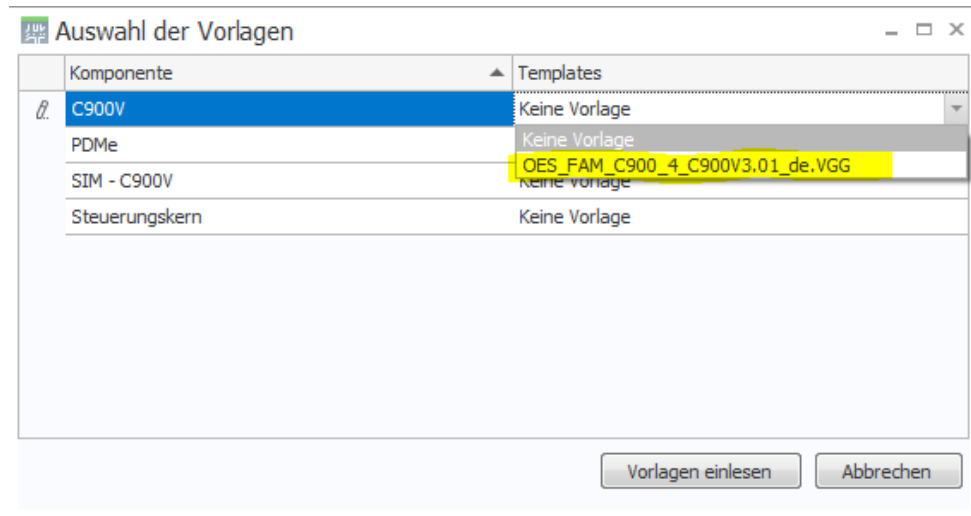 Auswahl der Vorlagen
Komponente Templates
C900V Keine Vorlage
Keine Vorlage
PDMe
OES_FAM_C900_4_C900V3.01_de.VGG
SIM - C900V Keine Vorlage
Steuerungskern Keine Vorlage
Vorlagen einlesen Abbrechen